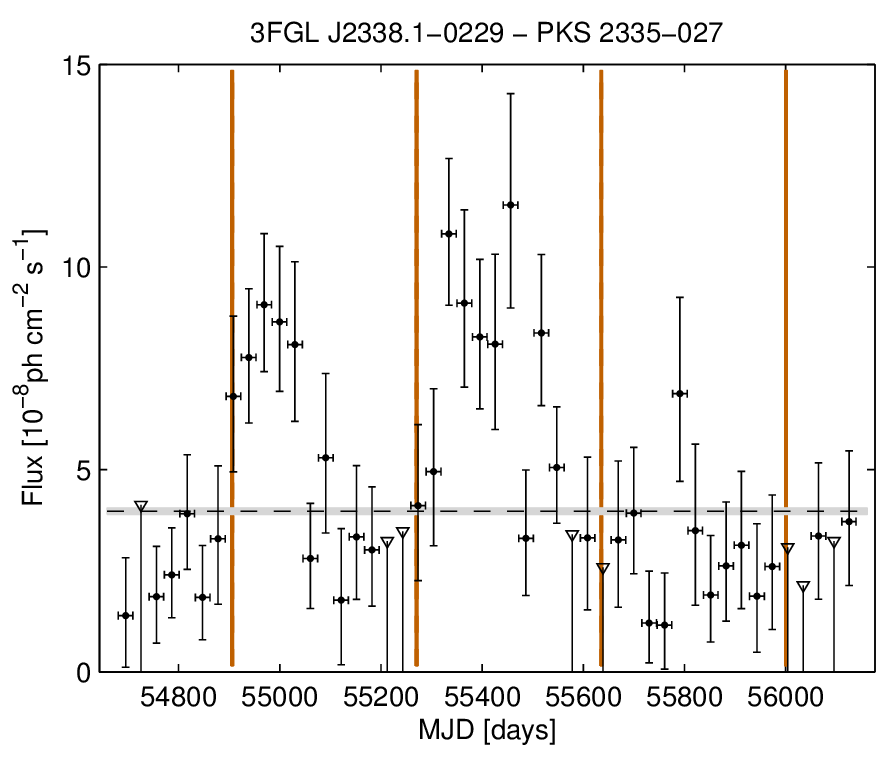 3FGL J2338.1−0229 − PKS 2335−027
15
10
5
0
Flux [10⁻⁸ph cm⁻² s⁻¹]
54800 55000 55200 55400 55600 55800 56000
MJD [days]